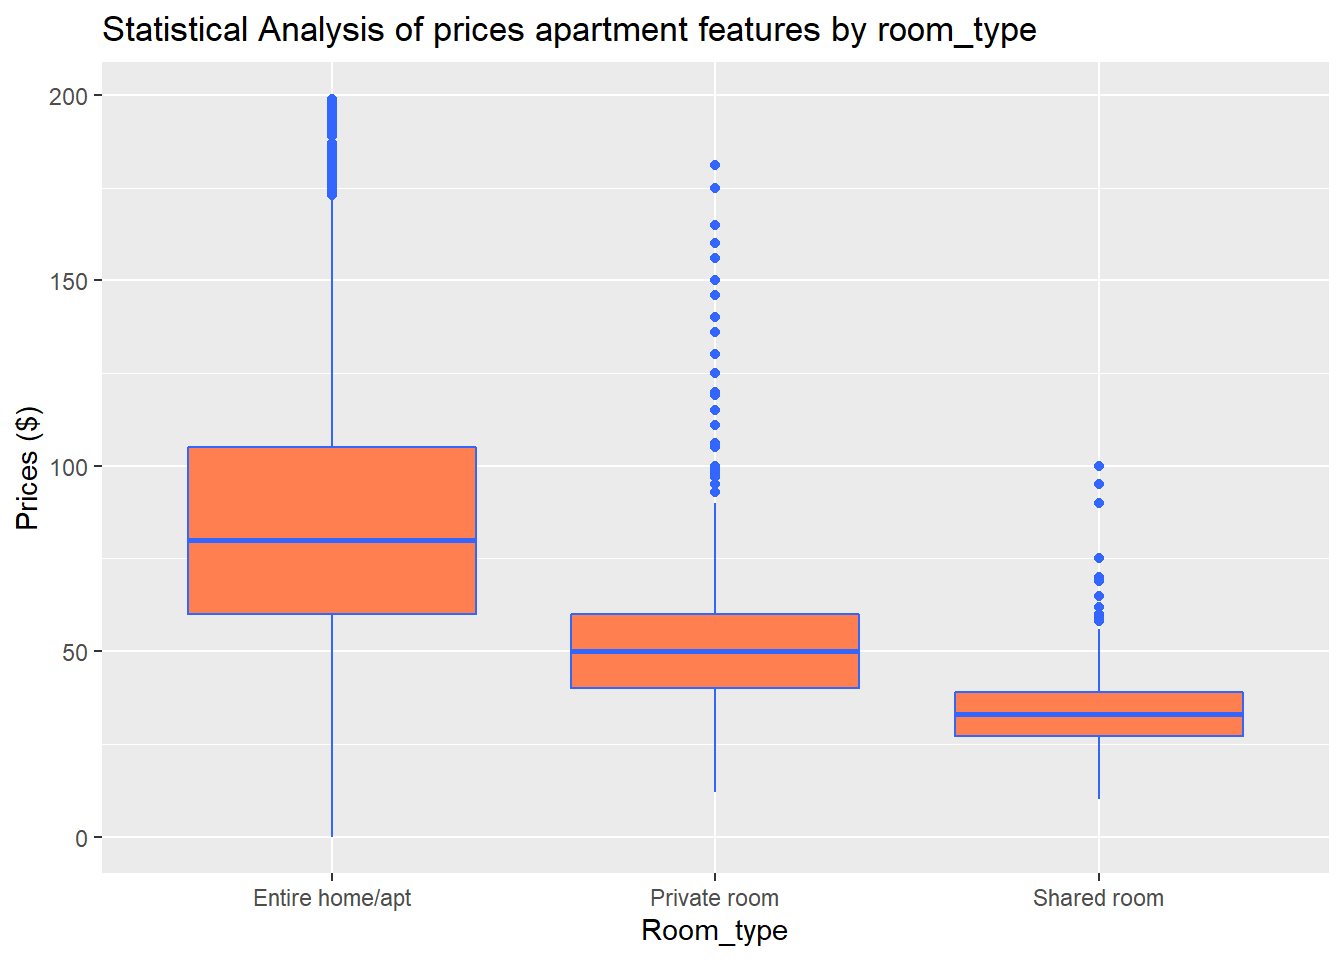 Statistical Analysis of prices apartment features by room_type
200
150
100
50
0
Prices ($)
Entire home/apt
Private room
Shared room
Room_type